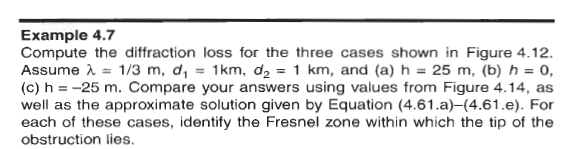 Example 4.7
Compute the diffraction loss for the three cases shown in Figure 4.12.
Assume λ = 1/3 m, d₁ = 1km, d₂ = 1 km, and (a) h = 25 m, (b) h = 0,
(c) h = –25 m. Compare your answers using values from Figure 4.14, as
well as the approximate solution given by Equation (4.61.a)–(4.61.e). For
each of these cases, identify the Fresnel zone within which the tip of the
obstruction lies.